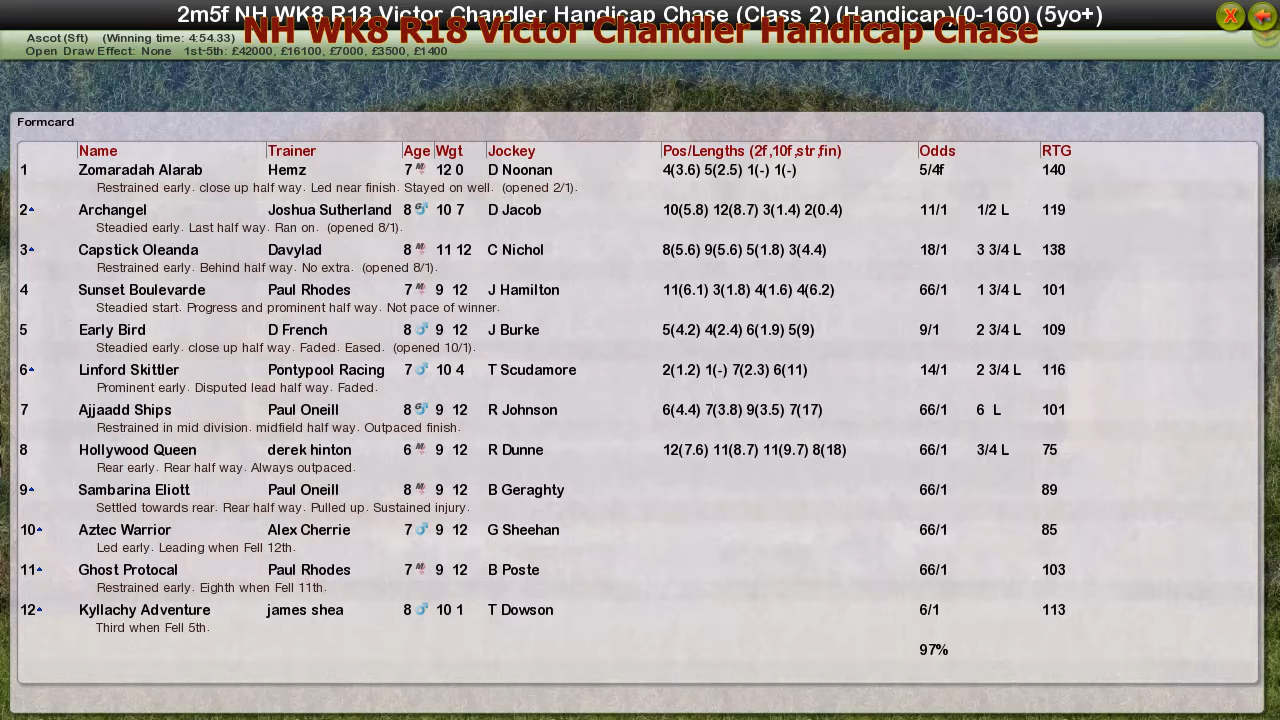 2m5f NH WK8 R18 Victor Chandler Handicap Chase (Class 2) (Handicap)(0-160) (5yo+)
NH WK8 R18 Victor Chandler Handicap Chase
Ascot(Sft) (Winning time: 4:54.33)
Open Draw Effect: None 1st-5th: £42000, £16100, £7000, £3500, £1400
Formcard
Name Trainer Age Wgt Jockey Pos/Lengths (2f,10f,str,fin) Odds RTG
1 Zomaradah Alarab Hemz 7 12 0 D Noonan 4(3.6) 5(2.5) 1(-) 1(-) 5/4f 140
Restrained early. close up half way. Led near finish. Stayed on well. (opened 2/1).
2 Archangel Joshua Sutherland 8 10 7 D Jacob 10(5.8) 12(8.7) 3(1.4) 2(0.4) 11/1 1/2 L 119
Steadied early. Last half way. Ran on. (opened 8/1).
3 Capstick Oleanda Davylad 8 11 12 C Nichol 8(5.6) 9(5.6) 5(1.8) 3(4.4) 18/1 3 3/4 L 138
Restrained early. Behind half way. No extra. (opened 8/1).
4 Sunset Boulevarde Paul Rhodes 7 9 12 J Hamilton 11(6.1) 3(1.8) 4(1.6) 4(6.2) 66/1 1 3/4 L 101
Steadied start. Progress and prominent half way. Not pace of winner.
5 Early Bird D French 8 9 12 J Burke 5(4.2) 4(2.4) 6(1.9) 5(9) 9/1 2 3/4 L 109
Steadied early. close up half way. Faded. Eased. (opened 10/1).
6 Linford Skittler Pontypool Racing 7 10 4 T Scudamore 2(1.2) 1(-) 7(2.3) 6(11) 14/1 2 3/4 L 116
Prominent early. Disputed lead half way. Faded.
7 Ajjaadd Ships Paul Oneill 8 9 12 R Johnson 6(4.4) 7(3.8) 9(3.5) 7(17) 66/1 6 L 101
Restrained in mid division. midfield half way. Outpaced finish.
8 Hollywood Queen derek hinton 6 9 12 R Dunne 12(7.6) 11(8.7) 11(9.7) 8(18) 66/1 3/4 L 75
Rear early. Rear half way. Always outpaced.
9 Sambarina Eliott Paul Oneill 8 9 12 B Geraghty 66/1 89
Settled towards rear. Rear half way. Pulled up. Sustained injury.
10 Aztec Warrior Alex Cherrie 7 9 12 G Sheehan 66/1 85
Led early. Leading when Fell 12th.
11 Ghost Protocal Paul Rhodes 7 9 12 B Poste 66/1 103
Restrained early. Eighth when Fell 11th.
12 Kyllachy Adventure james shea 8 10 1 T Dowson 6/1 113
Third when Fell 5th.
97%